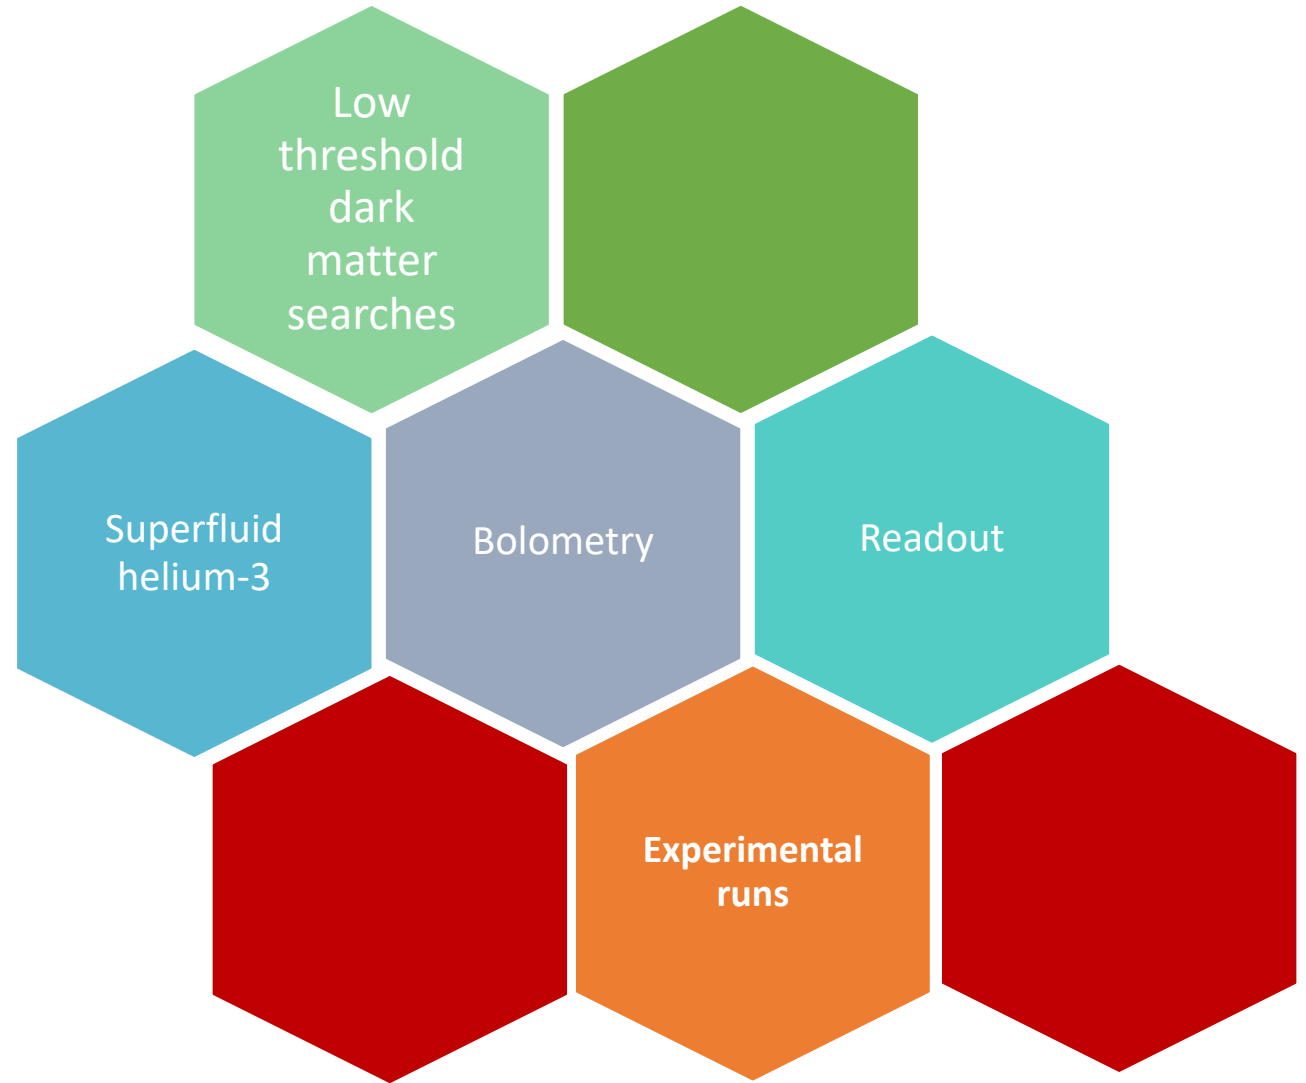 Low
threshold
dark
matter
searches
Superfluid
helium-3
Bolometry
Readout
Experimental
runs